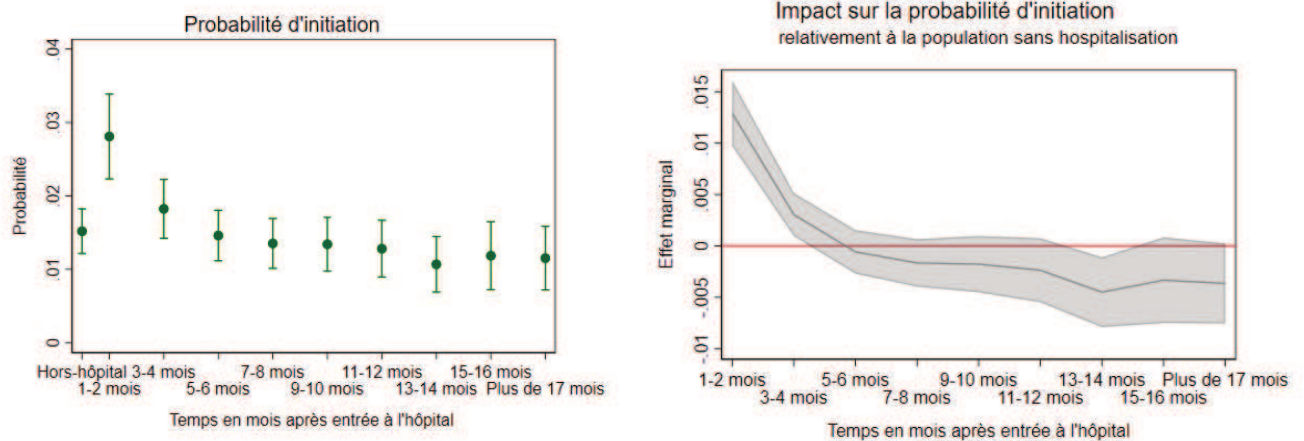 Probabilité d'initiation
.04
.03
.02
.01
0
Probabilité
Hors-hôpital 3-4 mois 7-8 mois 11-12 mois 15-16 mois
1-2 mois 5-6 mois 9-10 mois 13-14 mois Plus de 17 mois
Temps en mois après entrée à l'hôpital
Impact sur la probabilité d'initiation
relativement à la population sans hospitalisation
.015
.01
.005
0
-.005
-.01
Effet marginal
1-2 mois 5-6 mois 9-10 mois 13-14 mois Plus de 17 mois
3-4 mois 7-8 mois 11-12 mois 15-16 mois
Temps en mois après entrée à l'hôpital